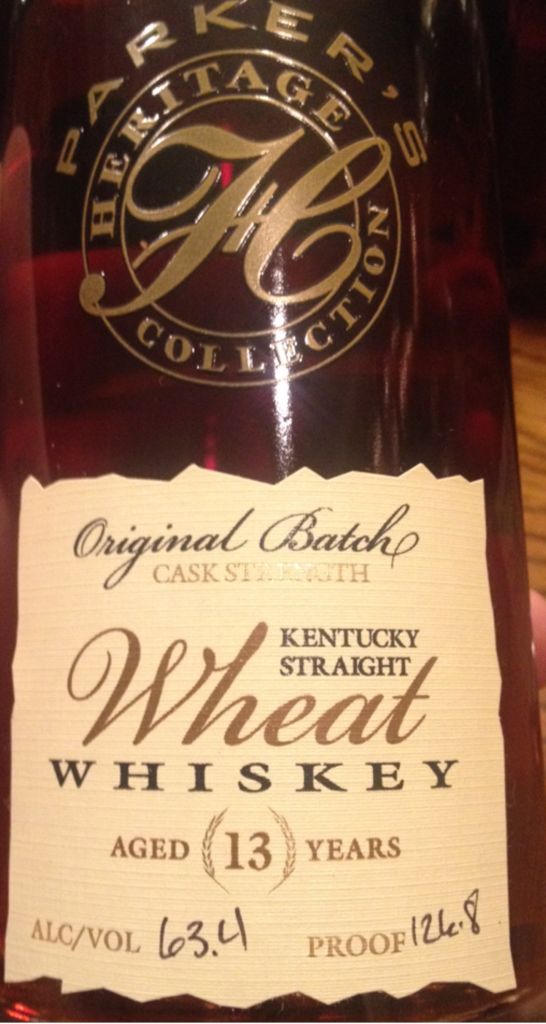 PARKER'S
HERITAGE
H
COLLECTION
Original Batch
CASK STRENGTH
KENTUCKY
STRAIGHT
Wheat
WHISKEY
AGED 13 YEARS
ALC/VOL 63.4 PROOF 126.8